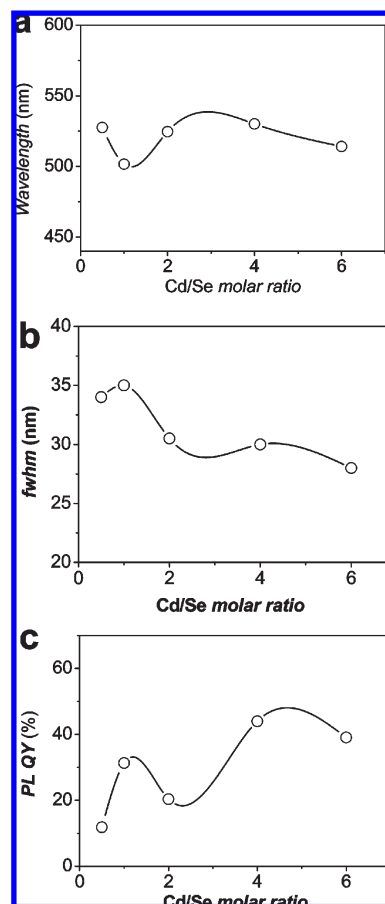 a
600
550
500
450
Wavelength (nm)
0 2 4 6
Cd/Se molar ratio
b
40
35
30
25
20
fwhm (nm)
0 2 4 6
Cd/Se molar ratio
c
60
40
20
0
PL QY (%)
0 2 4 6
Cd/Se molar ratio